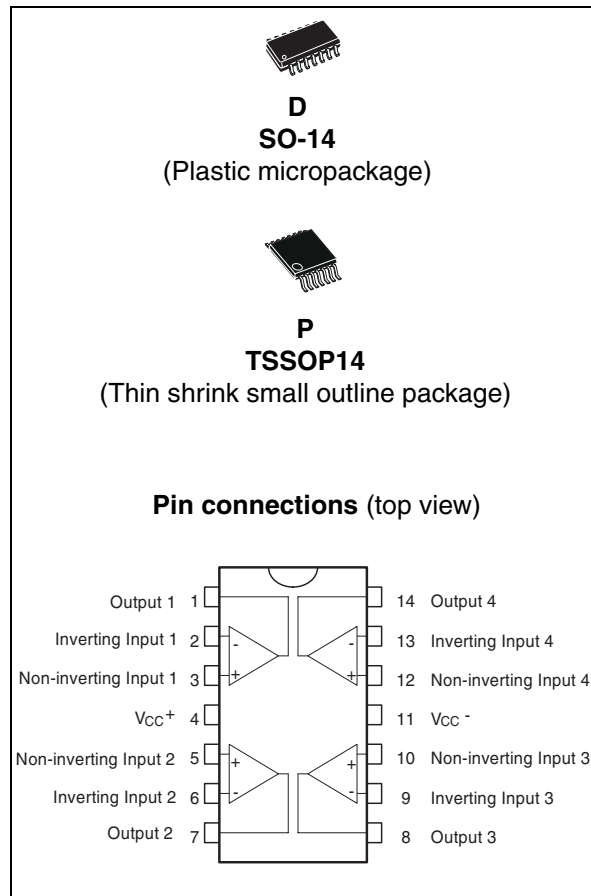 D
SO-14
(Plastic micropackage)
P
TSSOP14
(Thin shrink small outline package)
Pin connections (top view)
Output 1 1 14 Output 4
Inverting Input 1 2 - - 13 Inverting Input 4
Non-inverting Input 1 3 + + 12 Non-inverting Input 4
VCC+ 4 11 VCC -
Non-inverting Input 2 5 + + 10 Non-inverting Input 3
Inverting Input 2 6 - - 9 Inverting Input 3
Output 2 7 8 Output 3